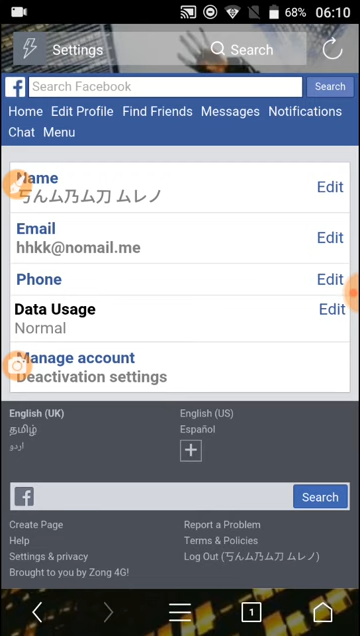 68% 06:10
Settings Search
Search Facebook Search
Home Edit Profile Find Friends Messages Notifications
Chat Menu
Name
丂んム乃ム刀 ムレノ Edit
Email
hhkk@nomail.me Edit
Phone Edit
Data Usage Edit
Normal
Manage account
Deactivation settings
English (UK) English (US)
தமிழ் Español
اردو
Search
Create Page Report a Problem
Help Terms & Policies
Settings & privacy Log Out (丂んム乃ム刀 ムレノ)
Brought to you by Zong 4G!
1